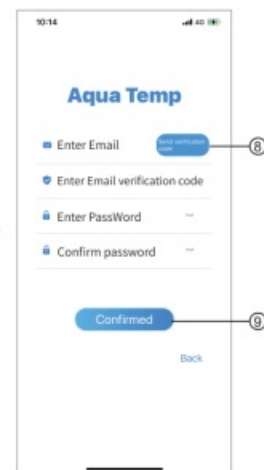 10:14
4G
Aqua Temp
Enter Email
Send verification
code
⑧
Enter Email verification code
Enter PassWord
Confirm password
Confirmed
⑨
Back